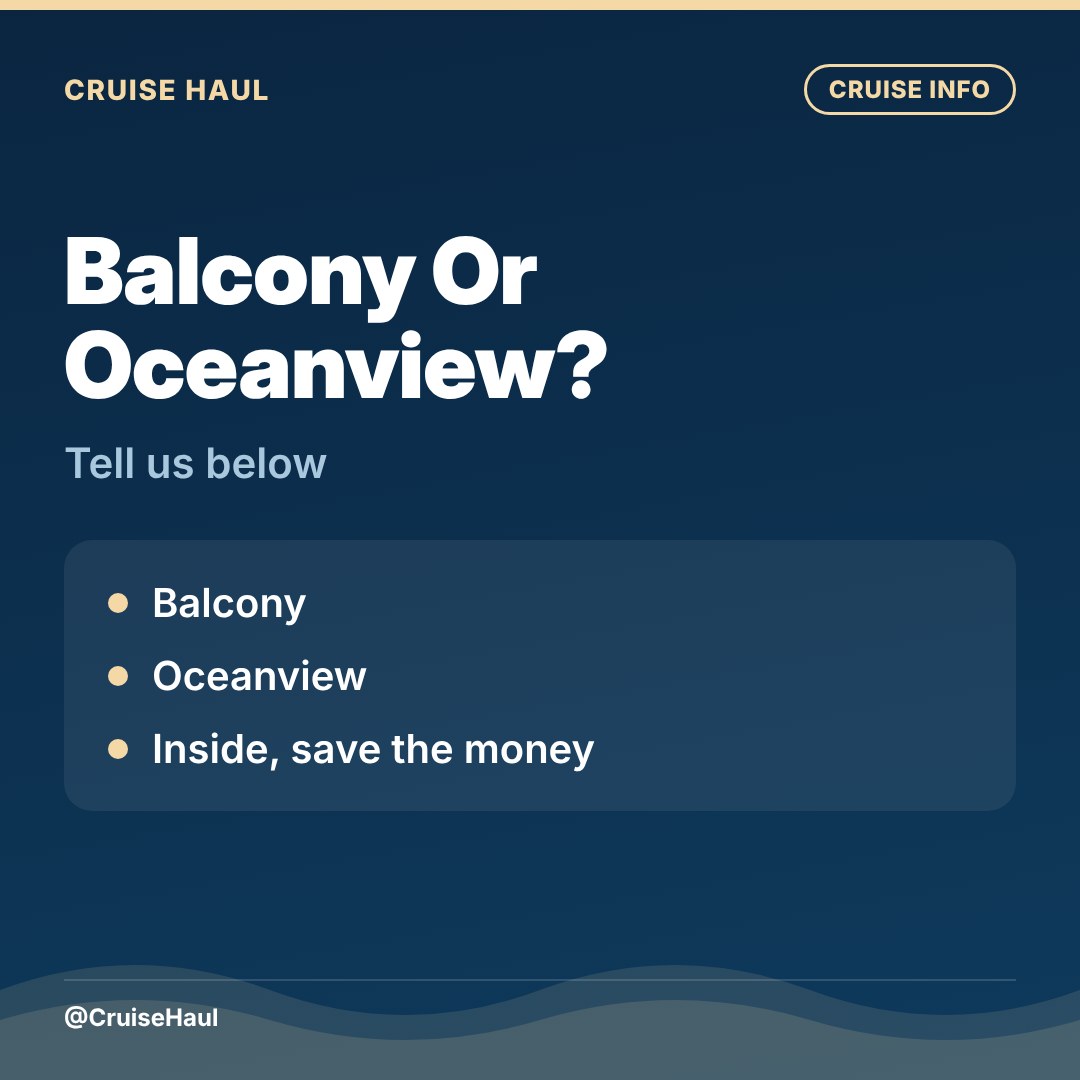 CRUISE HAUL
CRUISE INFO
Balcony Or
Oceanview?
Tell us below
Balcony
Oceanview
Inside, save the money
@CruiseHaul